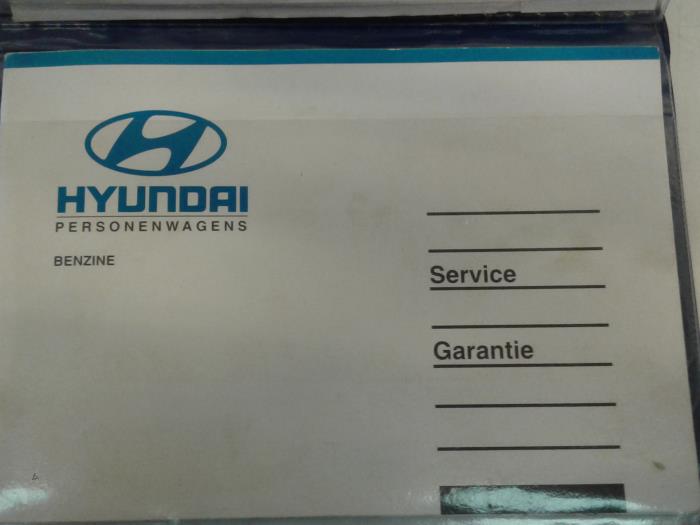 HYUNDAI
PERSONENWAGENS
BENZINE
Service
Garantie